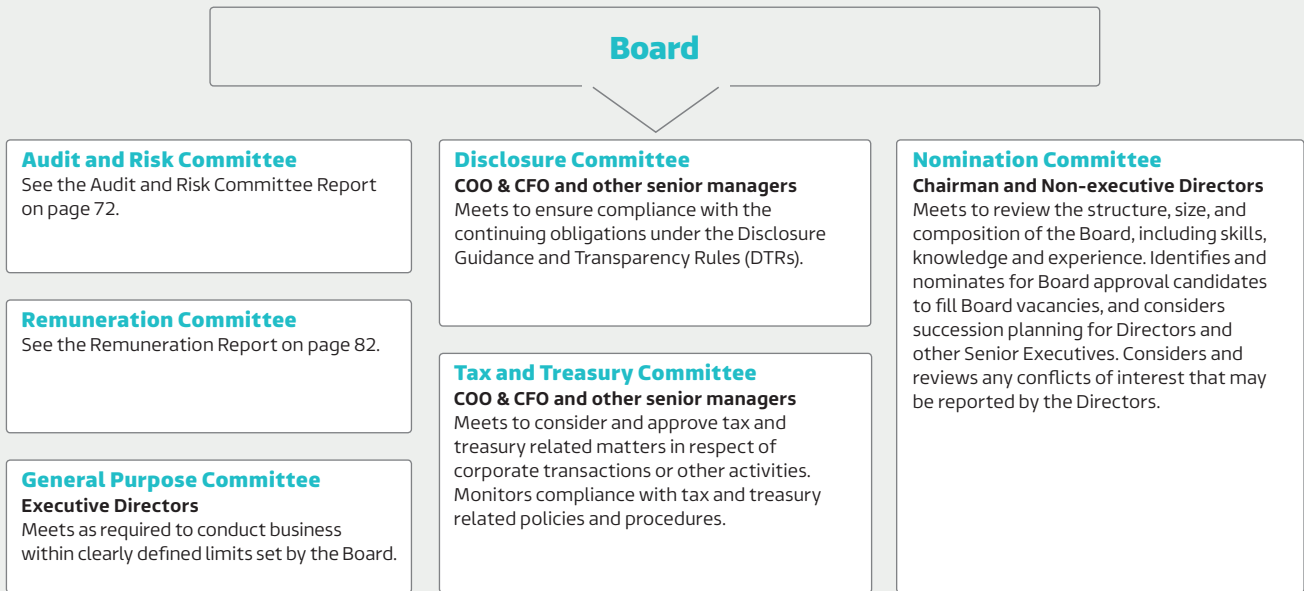 Board
Audit and Risk Committee
See the Audit and Risk Committee Report
on page 72.
Remuneration Committee
See the Remuneration Report on page 82.
General Purpose Committee
Executive Directors
Meets as required to conduct business
within clearly defined limits set by the Board.
Disclosure Committee
COO & CFO and other senior managers
Meets to ensure compliance with the
continuing obligations under the Disclosure
Guidance and Transparency Rules (DTRs).
Tax and Treasury Committee
COO & CFO and other senior managers
Meets to consider and approve tax and
treasury related matters in respect of
corporate transactions or other activities.
Monitors compliance with tax and treasury
related policies and procedures.
Nomination Committee
Chairman and Non-executive Directors
Meets to review the structure, size, and
composition of the Board, including skills,
knowledge and experience. Identifies and
nominates for Board approval candidates
to fill Board vacancies, and considers
succession planning for Directors and
other Senior Executives. Considers and
reviews any conflicts of interest that may
be reported by the Directors.